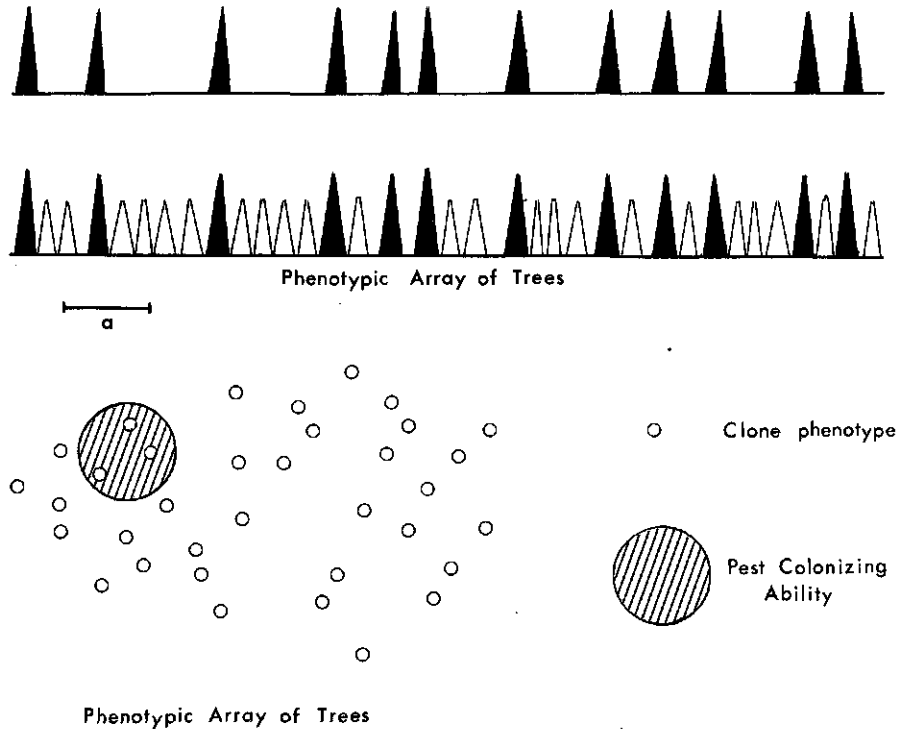 Phenotypic Array of Trees
a
Clone phenotype
Pest Colonizing
Ability
Phenotypic Array of Trees